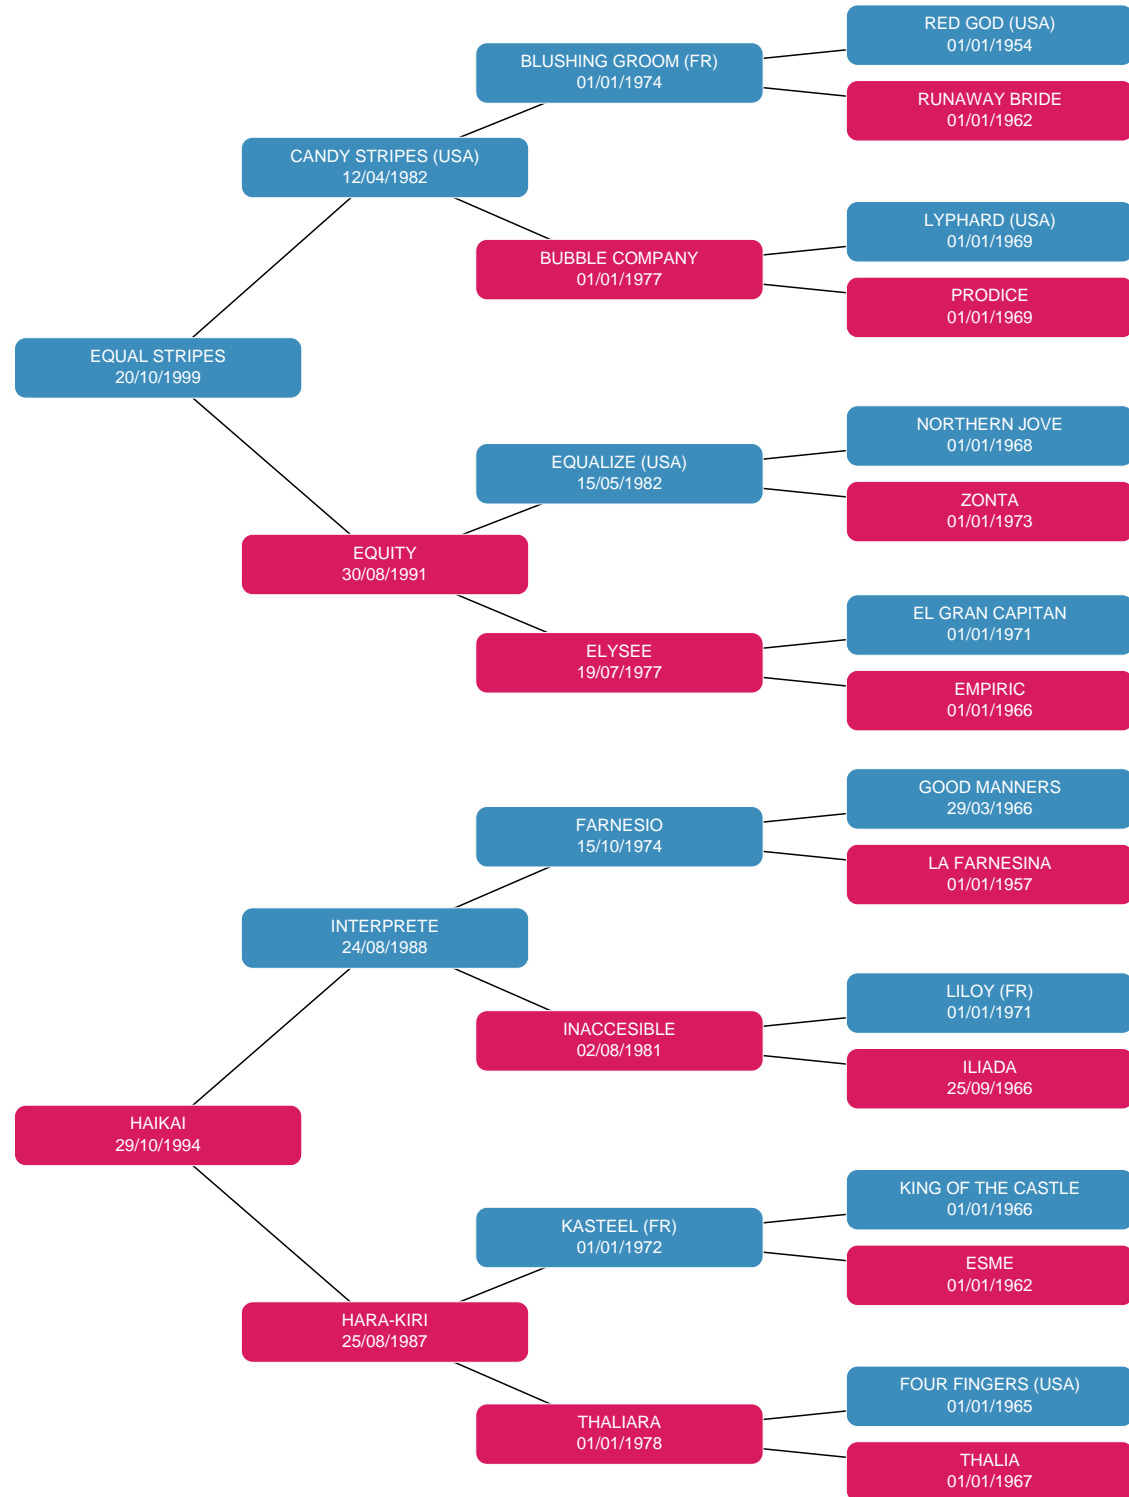 RED GOD (USA)
01/01/1954
BLUSHING GROOM (FR)
01/01/1974
RUNAWAY BRIDE
01/01/1962
CANDY STRIPES (USA)
12/04/1982
LYPHARD (USA)
01/01/1969
BUBBLE COMPANY
01/01/1977
PRODICE
01/01/1969
EQUAL STRIPES
20/10/1999
NORTHERN JOVE
01/01/1968
EQUALIZE (USA)
15/05/1982
ZONTA
01/01/1973
EQUITY
30/08/1991
EL GRAN CAPITAN
01/01/1971
ELYSEE
19/07/1977
EMPIRIC
01/01/1966
GOOD MANNERS
29/03/1966
FARNESIO
15/10/1974
LA FARNESINA
01/01/1957
INTERPRETE
24/08/1988
LILOY (FR)
01/01/1971
INACCESIBLE
02/08/1981
ILIADA
25/09/1966
HAIKAI
29/10/1994
KING OF THE CASTLE
01/01/1966
KASTEEL (FR)
01/01/1972
ESME
01/01/1962
HARA-KIRI
25/08/1987
FOUR FINGERS (USA)
01/01/1965
THALIARA
01/01/1978
THALIA
01/01/1967